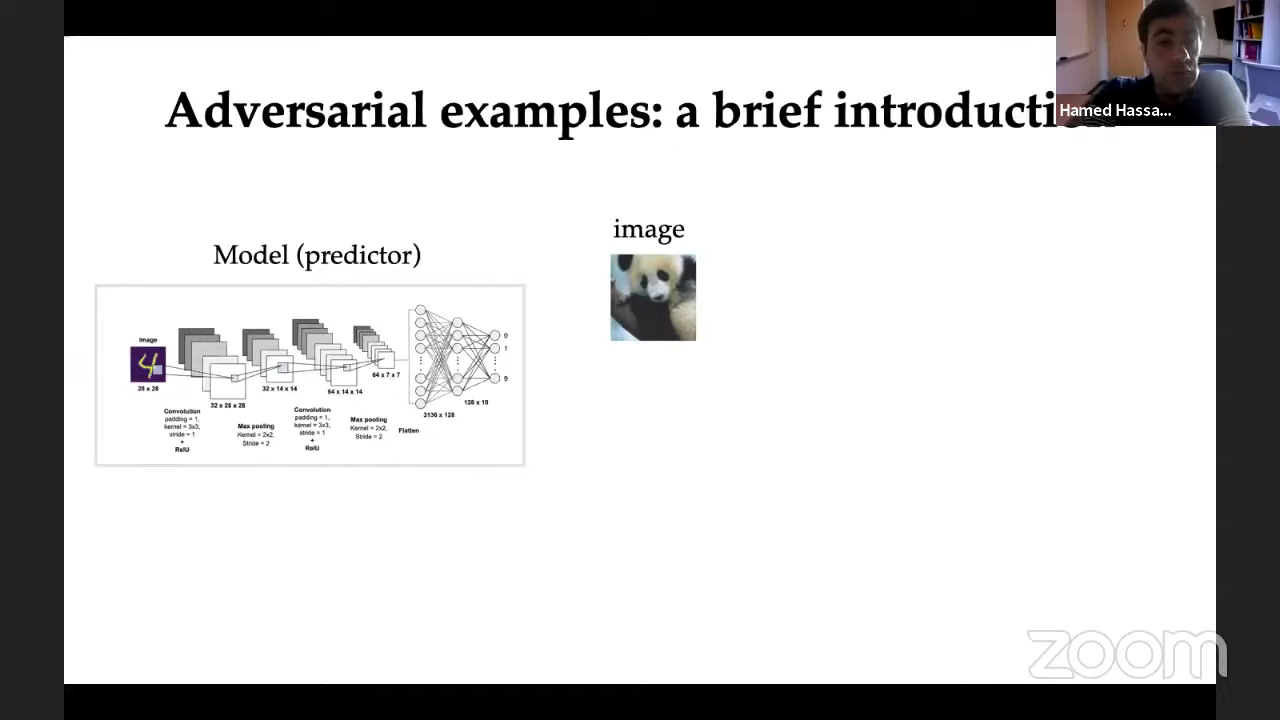 Adversarial examples: a brief introducti
Hamed Hassa...
Model (predictor)
image
Image
28 x 28
32 x 28 x 28
32 x 14 x 14
64 x 14 x 14
64 x 7 x 7
0
1
9
128 x 10
3136 x 128
Convolution
padding = 1,
kernel = 3x3,
stride = 1
+
RelU
Max pooling
Kernel = 2x2,
Stride = 2
Convolution
padding = 1,
kernel = 3x3,
stride = 1
+
RelU
Max pooling
Kernel = 2x2,
Stride = 2
Flatten
zoom